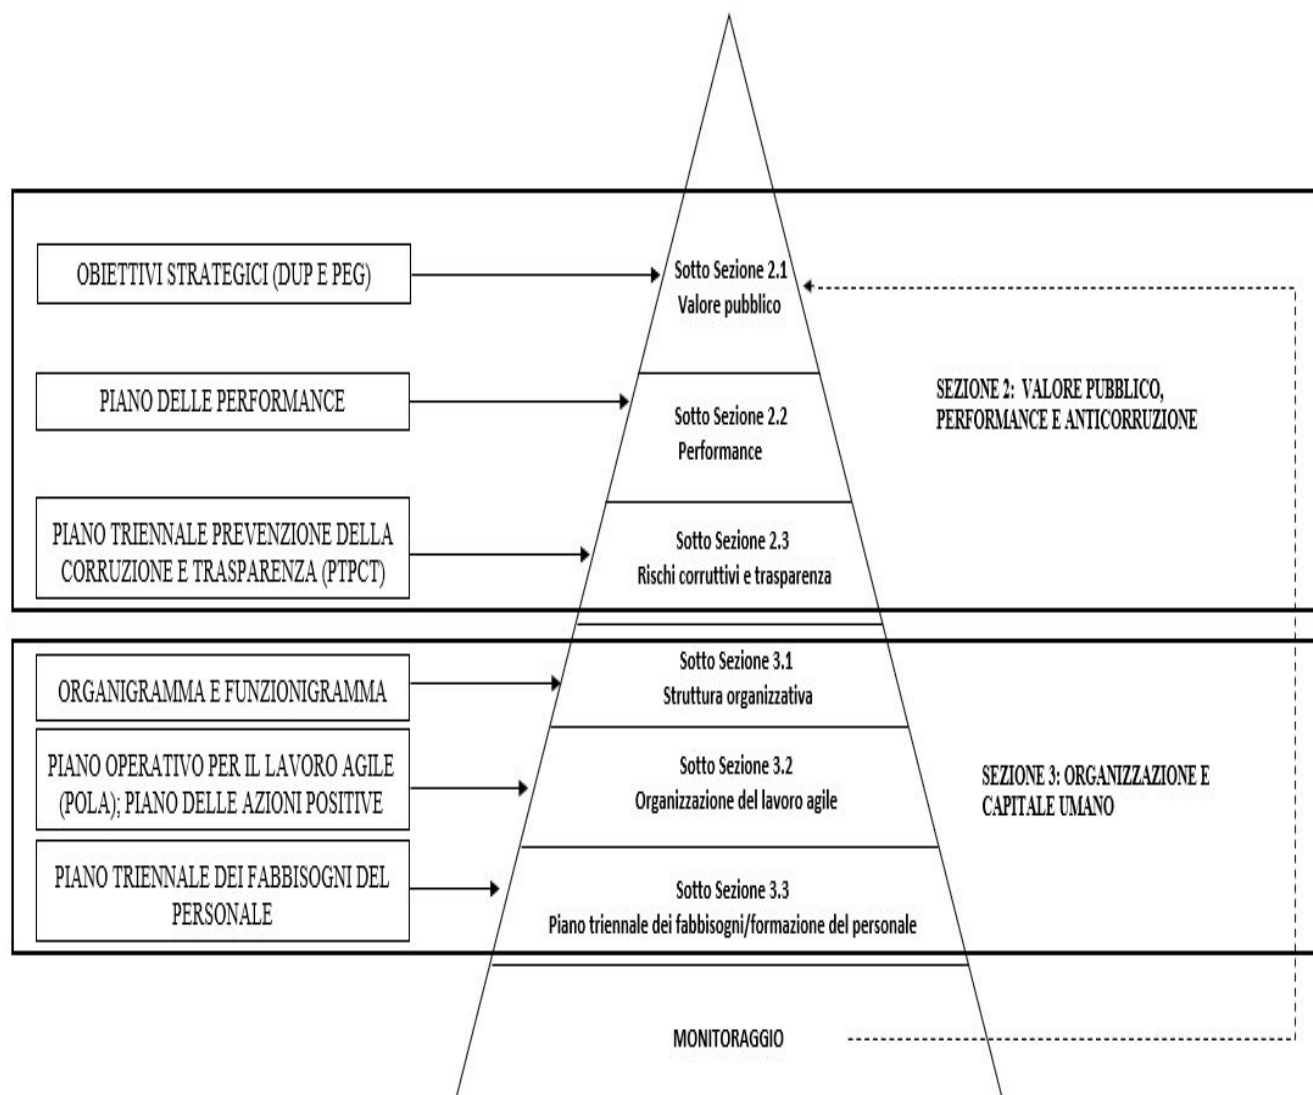 OBIETTIVI STRATEGICI (DUP E PEG)
Sotto Sezione 2.1
Valore pubblico
PIANO DELLE PERFORMANCE
Sotto Sezione 2.2
Performance
SEZIONE 2: VALORE PUBBLICO,
PERFORMANCE E ANTICORRUZIONE
PIANO TRIENNALE PREVENZIONE DELLA
CORRUZIONE E TRASPARENZA (PTPCT)
Sotto Sezione 2.3
Rischi corruttivi e trasparenza
ORGANIGRAMMA E FUNZIONIGRAMMA
Sotto Sezione 3.1
Struttura organizzativa
PIANO OPERATIVO PER IL LAVORO AGILE
(POLA); PIANO DELLE AZIONI POSITIVE
Sotto Sezione 3.2
Organizzazione del lavoro agile
SEZIONE 3: ORGANIZZAZIONE E
CAPITALE UMANO
PIANO TRIENNALE DEI FABBISOGNI DEL
PERSONALE
Sotto Sezione 3.3
Piano triennale dei fabbisogni/formazione del personale
MONITORAGGIO